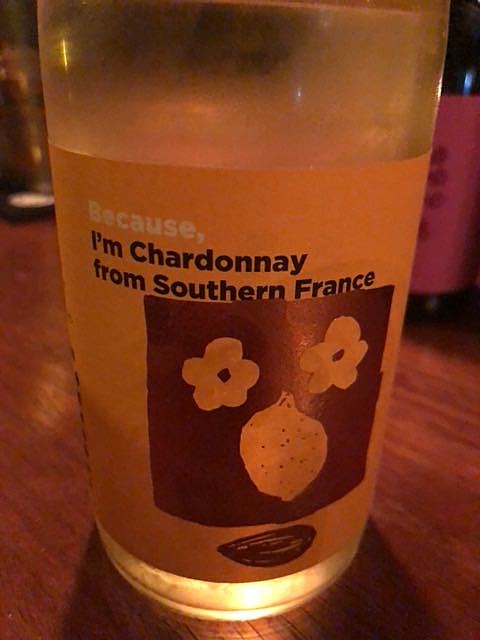 Because,
I'm Chardonnay
from Southern France